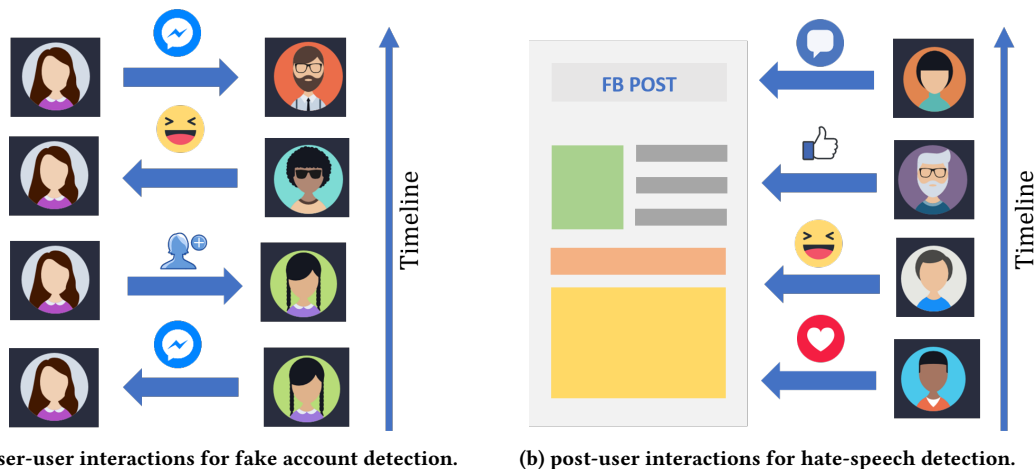 Timeline
FB POST
Timeline
ser-user interactions for fake account detection.
(b) post-user interactions for hate-speech detection.